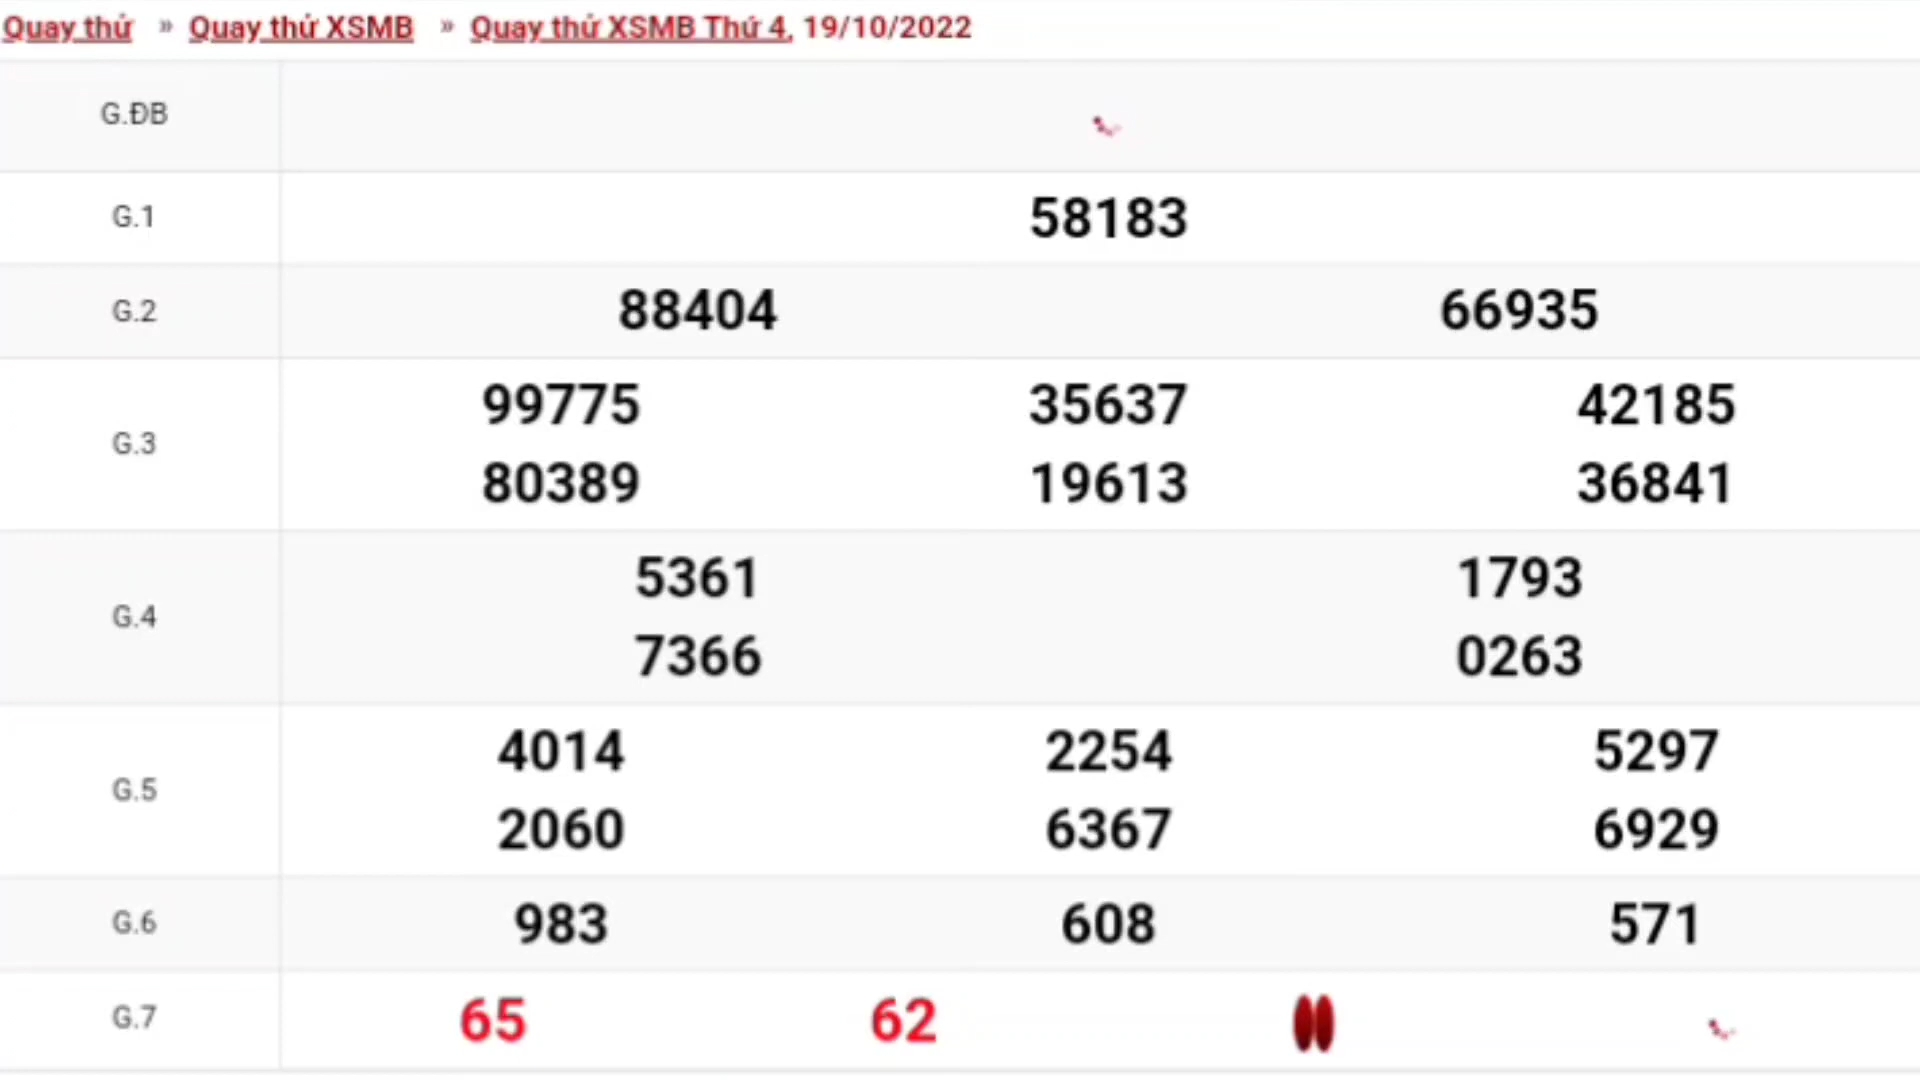 Quay thử » Quay thử XSMB » Quay thử XSMB Thứ 4, 19/10/2022
G.ĐB
G.1 58183
G.2 88404 66935
G.3 99775 35637 42185
80389 19613 36841
G.4 5361 1793
7366 0263
G.5 4014 2254 5297
2060 6367 6929
G.6 983 608 571
G.7 65 62